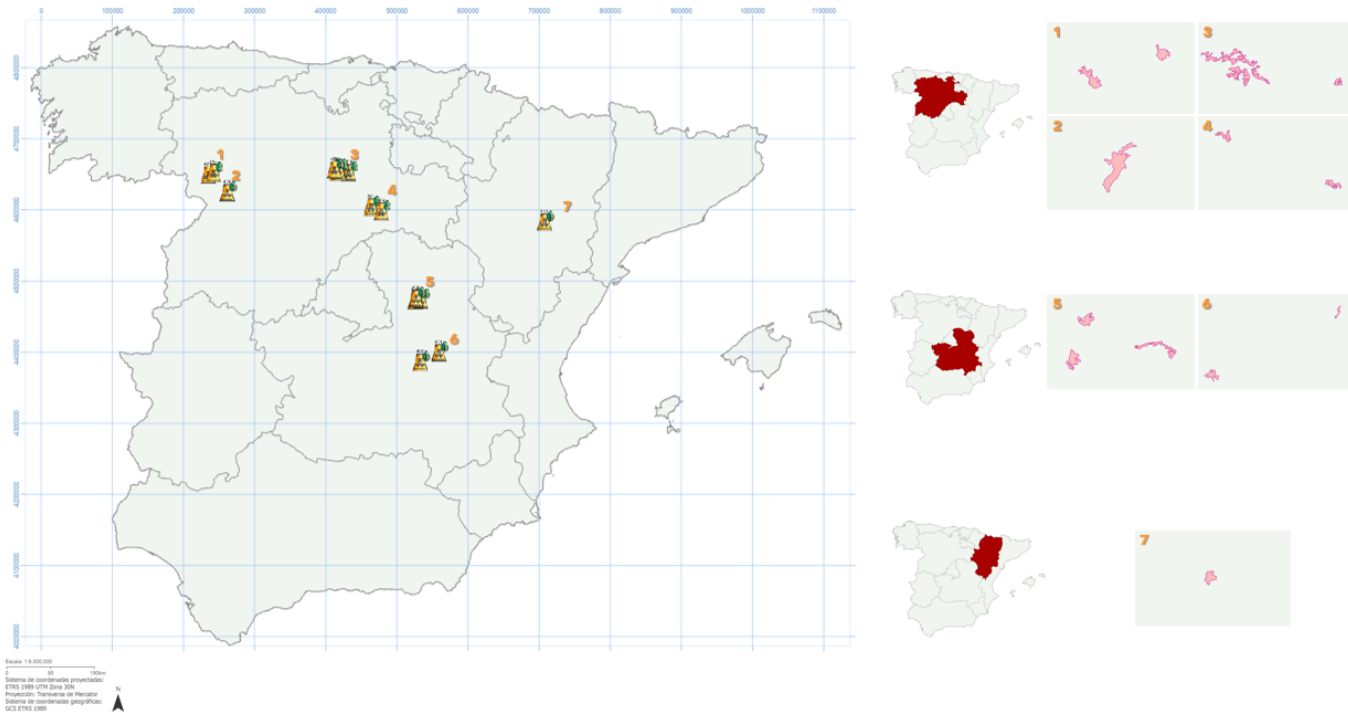 0 100000 200000 300000 400000 500000 600000 700000 800000 900000 1000000 1100000
4800000
4700000
4600000
4500000
4400000
4300000
4200000
4100000
4000000
1
2
3
4
5
6
7
1
3
2
4
5
6
7
Escala: 1:6.500.000
0 95 190km
Sistema de coordenadas proyectadas:
ETRS 1989 UTM Zona 30N
Proyección: Transversa de Mercator
Sistema de coordenadas geográficas:
GCS ETRS 1989
N